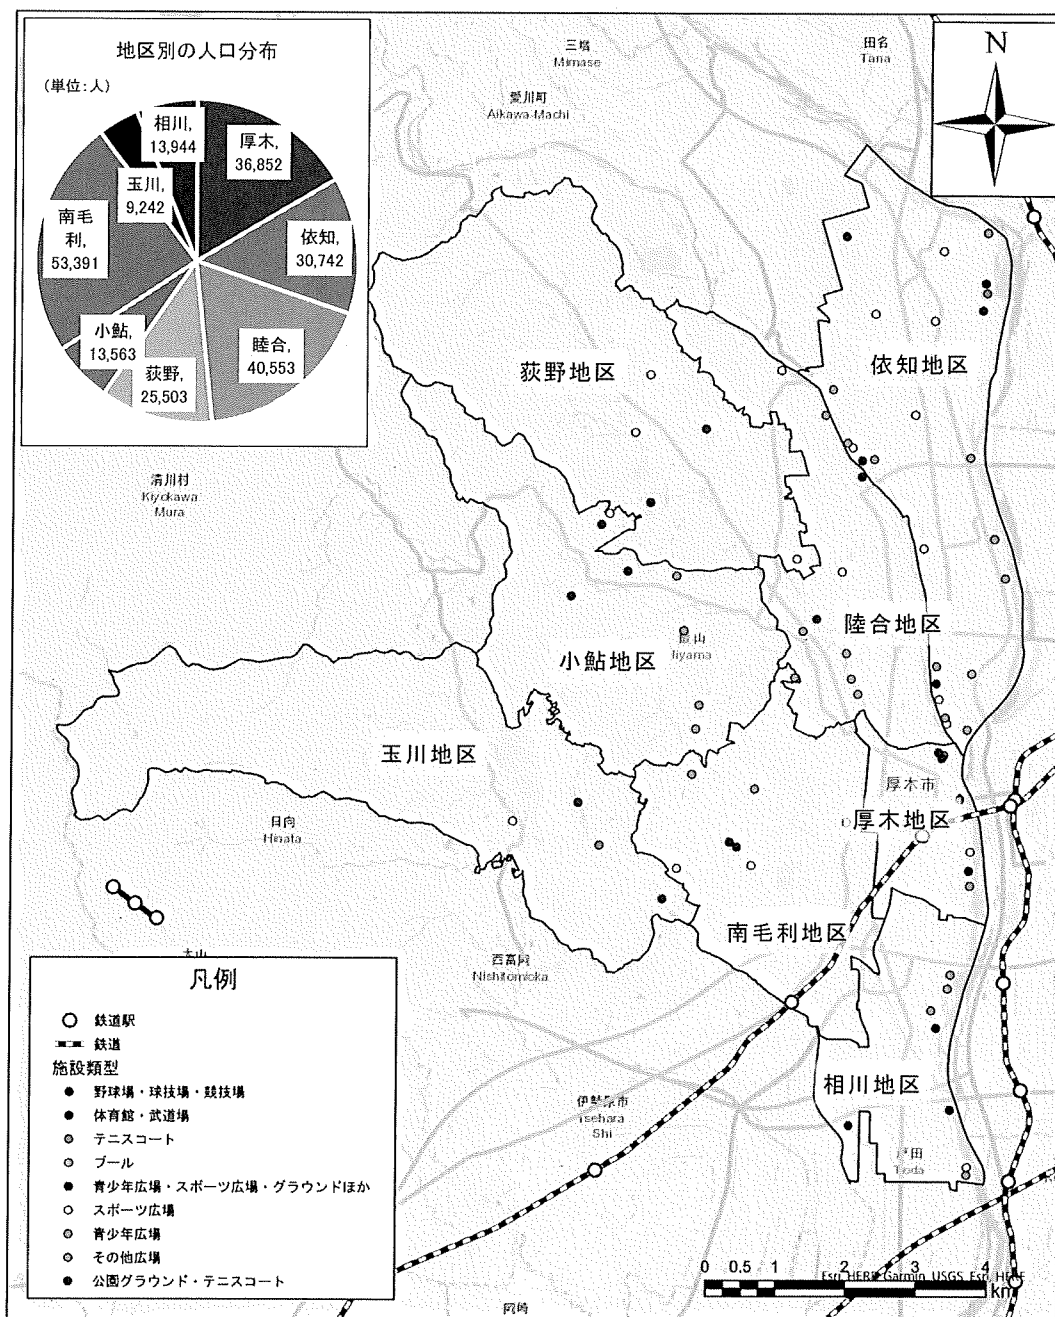 地区別の人口分布
(単位:人)
相川,
13,944
厚木,
36,852
玉川,
9,242
依知,
30,742
南毛
利,
53,391
小鮎,
13,563
睦合,
40,553
荻野,
25,503
三増
Mimase
田名
Tana
愛川町
Aikawa-Machi
N
荻野地区
依知地区
清川村
Kiyokawa
Mura
陸合地区
小鮎地区
山
Iiyama
玉川地区
厚木市
厚木地区
日向
Hinata
南毛利地区
西富岡
Nishitomioka
相川地区
伊勢原市
Isehara
Shi
戸田
Toda
凡例
鉄道駅
鉄道
施設類型
野球場・球技場・競技場
体育館・武道場
テニスコート
プール
青少年広場・スポーツ広場・グラウンドほか
スポーツ広場
青少年広場
その他広場
公園グラウンド・テニスコート
0 0.5 1 2 3 4
km
Esri, HERE, Garmin, USGS, Esri, HERE
岡崎